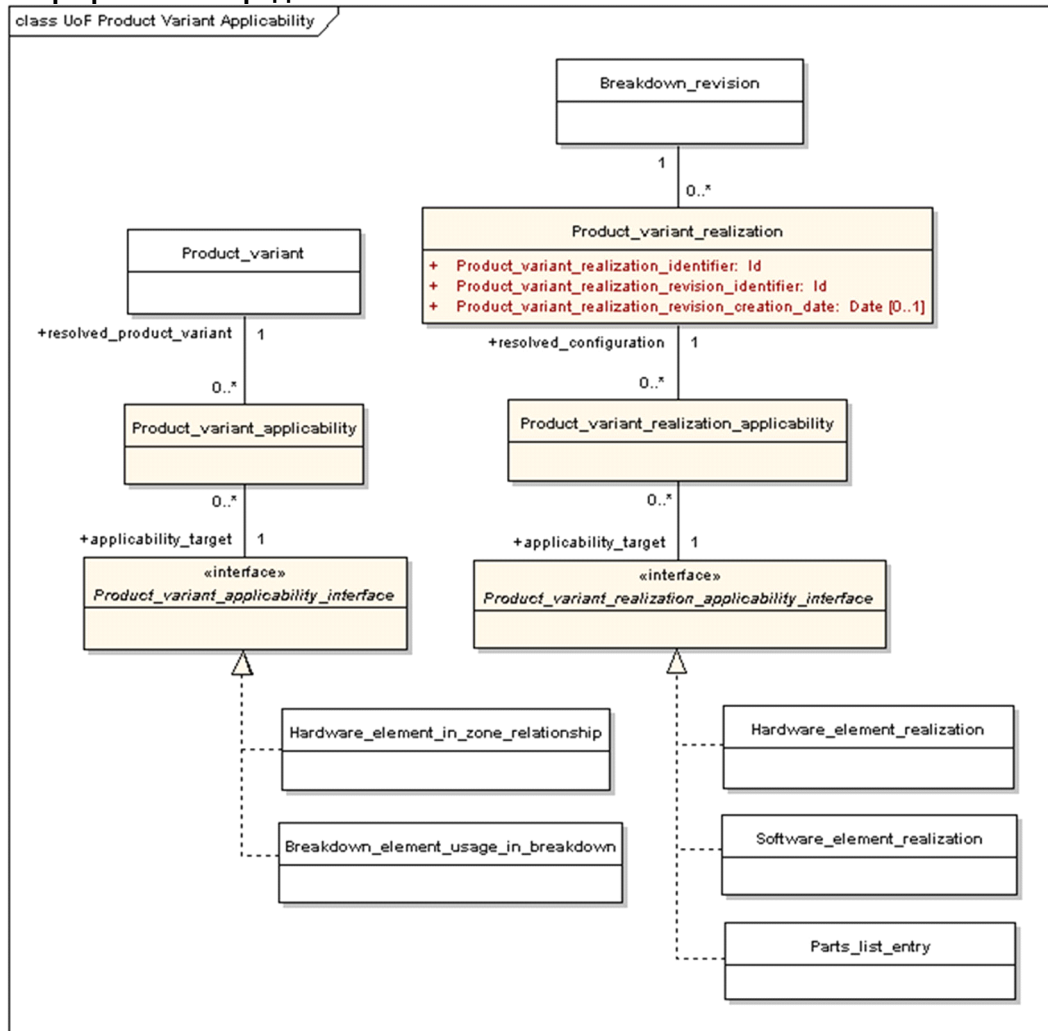 class UoF Product Variant Applicability
Breakdown_revision
1
0..*
Product_variant_realization
+ Product_variant_realization_identifier: Id
+ Product_variant_realization_revision_identifier: Id
+ Product_variant_realization_revision_creation_date: Date [0..1]
Product_variant
+resolved_product_variant 1
0..*
+resolved_configuration 1
0..*
Product_variant_applicability
Product_variant_realization_applicability
0..*
+applicability_target 1
0..*
+applicability_target 1
«interface»
Product_variant_applicability_interface
«interface»
Product_variant_realization_applicability_interface
Hardware_element_in_zone_relationship
Breakdown_element_usage_in_breakdown
Hardware_element_realization
Software_element_realization
Parts_list_entry